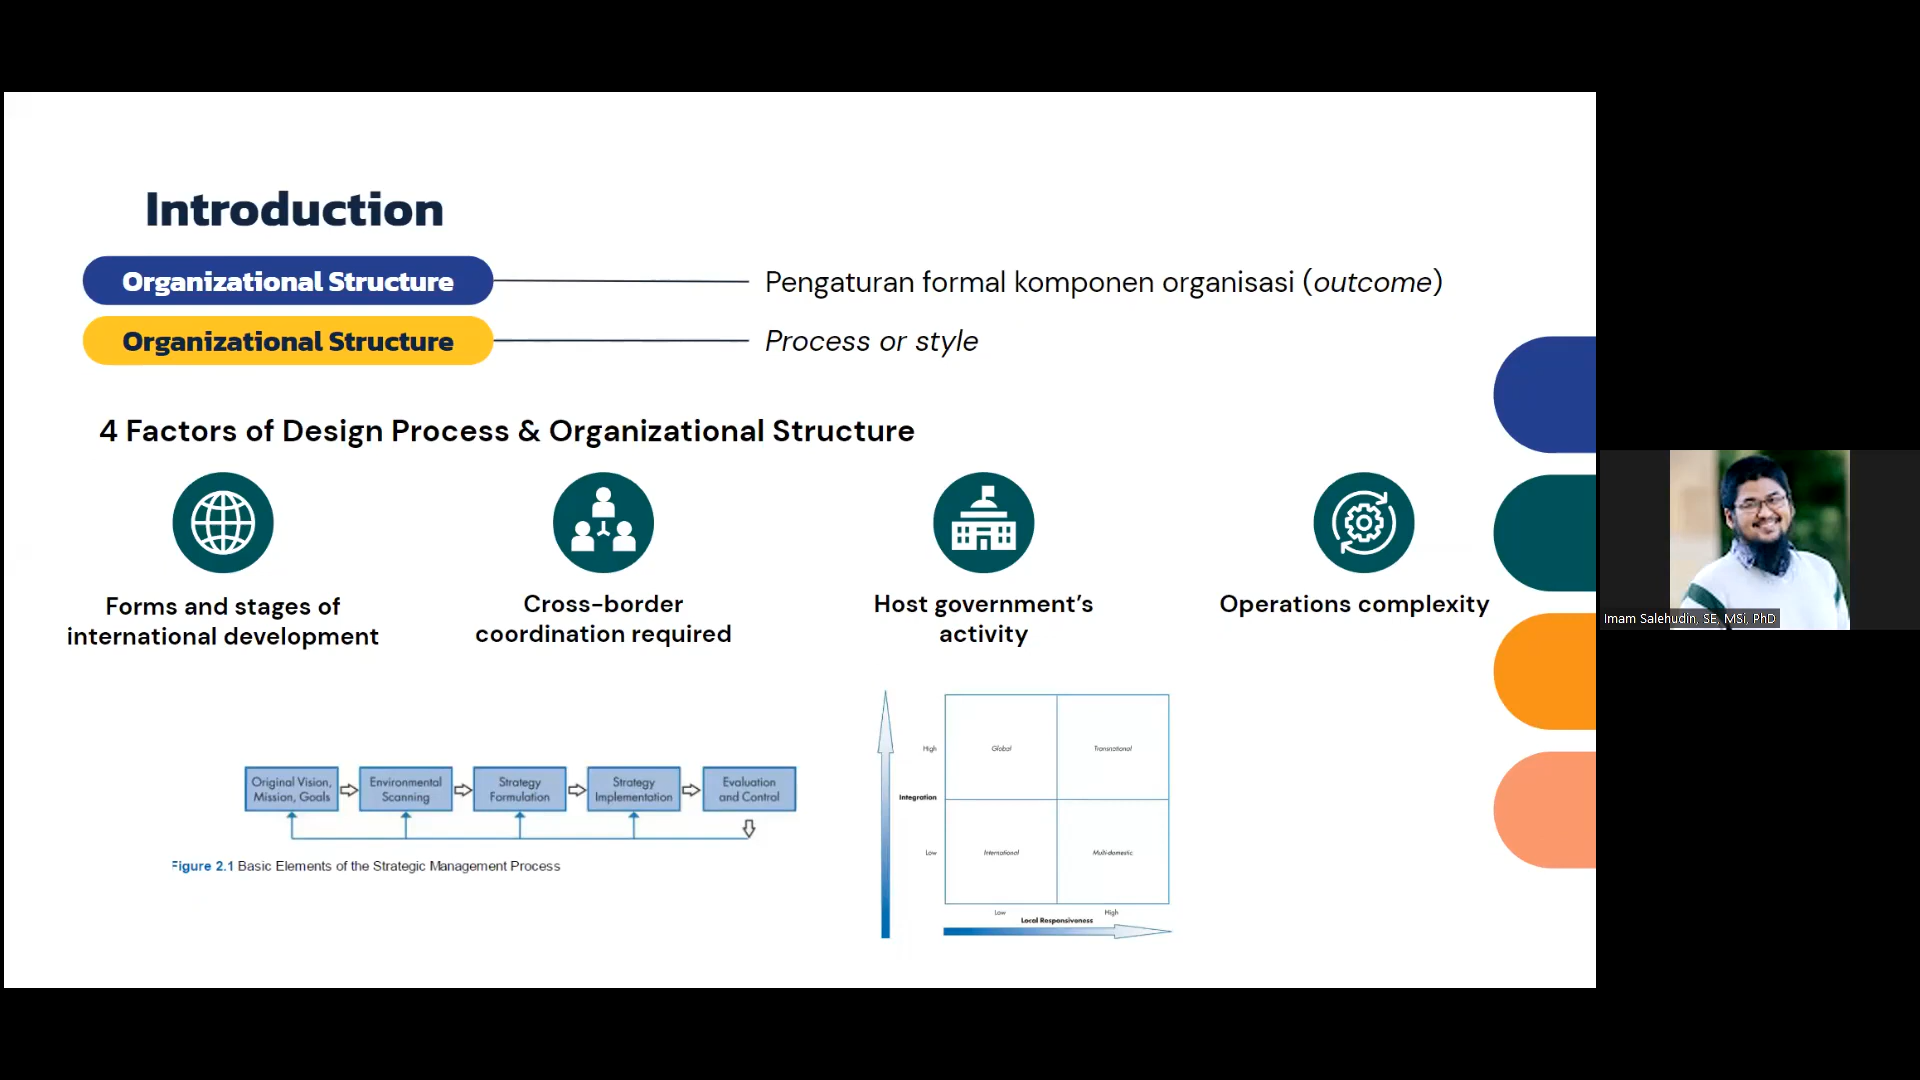 Introduction
Organizational Structure
Pengaturan formal komponen organisasi (outcome)
Organizational Structure
Process or style
4 Factors of Design Process & Organizational Structure
Forms and stages of
international development
Cross-border
coordination required
Host government's
activity
Operations complexity
Original Vision,
Mission, Goals
Environmental
Scanning
Strategy
Formulation
Strategy
Implementation
Evaluation
and Control
Figure 2.1 Basic Elements of the Strategic Management Process
High
Global
Transnational
Integration
Low
International
Multi-domestic
Low
High
Local Responsiveness
Imam Salehudin, SE, MSi, PhD